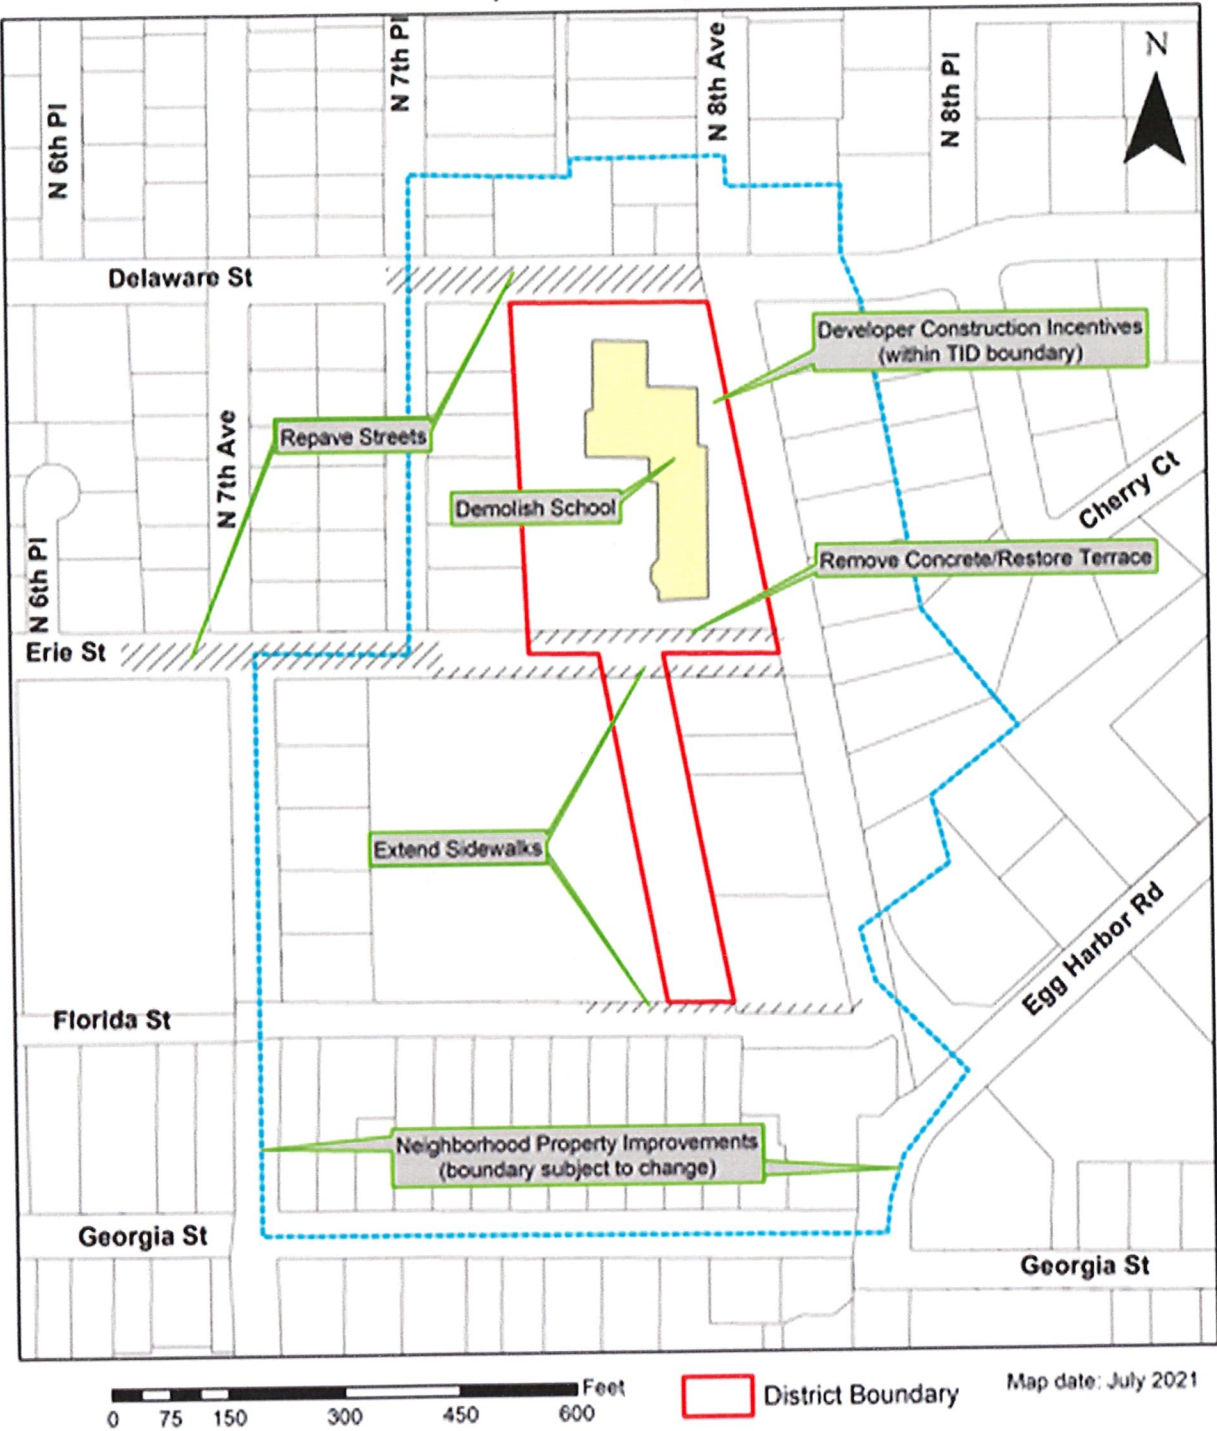 N 7th Pl
N 8th Ave
N 8th Pl
N
N 6th Pl
Delaware St
Developer Construction Incentives
(within TID boundary)
Repave Streets
N 7th Ave
Cherry Ct
Demolish School
Remove Concrete/Restore Terrace
N 6th Pl
Erie St
Extend Sidewalks
Egg Harbor Rd
Florida St
Neighborhood Property Improvements
(boundary subject to change)
Georgia St
Georgia St
Feet
0 75 150 300 450 600
District Boundary
Map date: July 2021